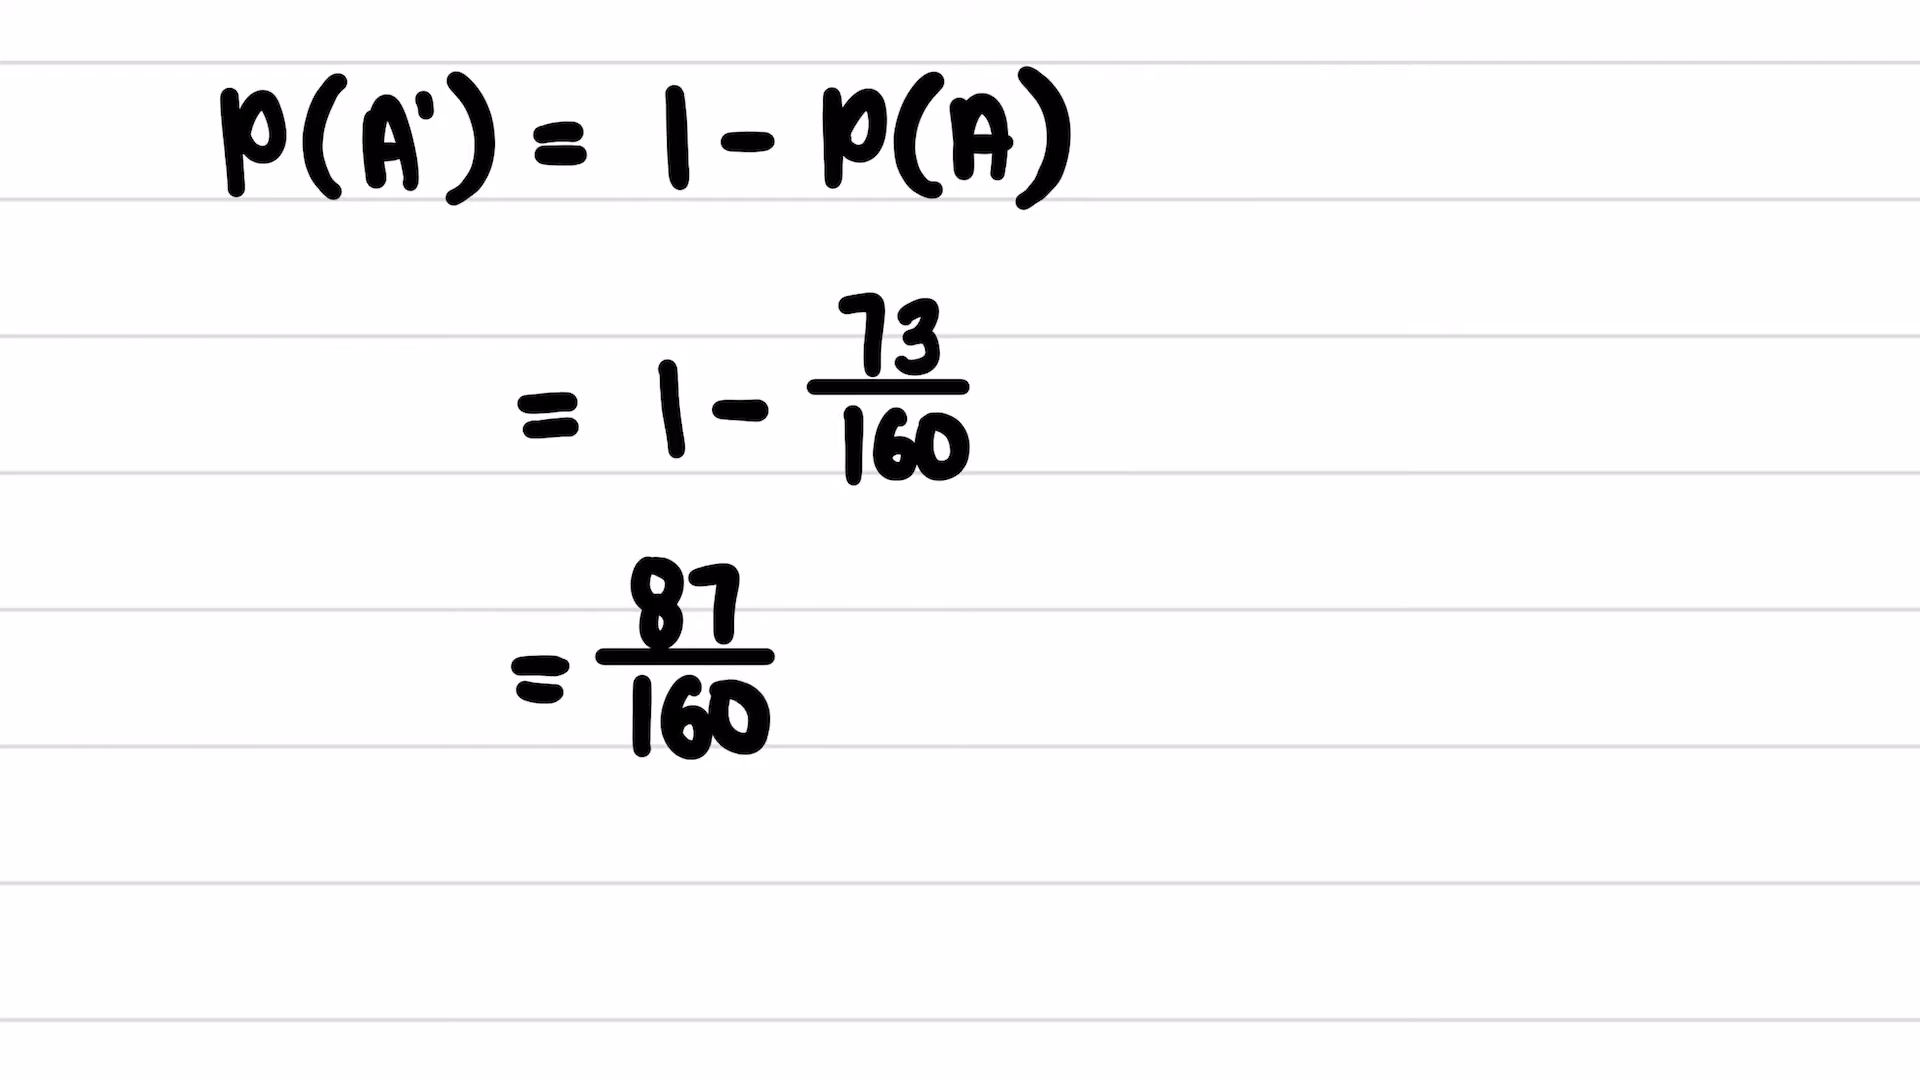 P(A') = 1 - P(A)
= 1 - 73/160
= 87/160